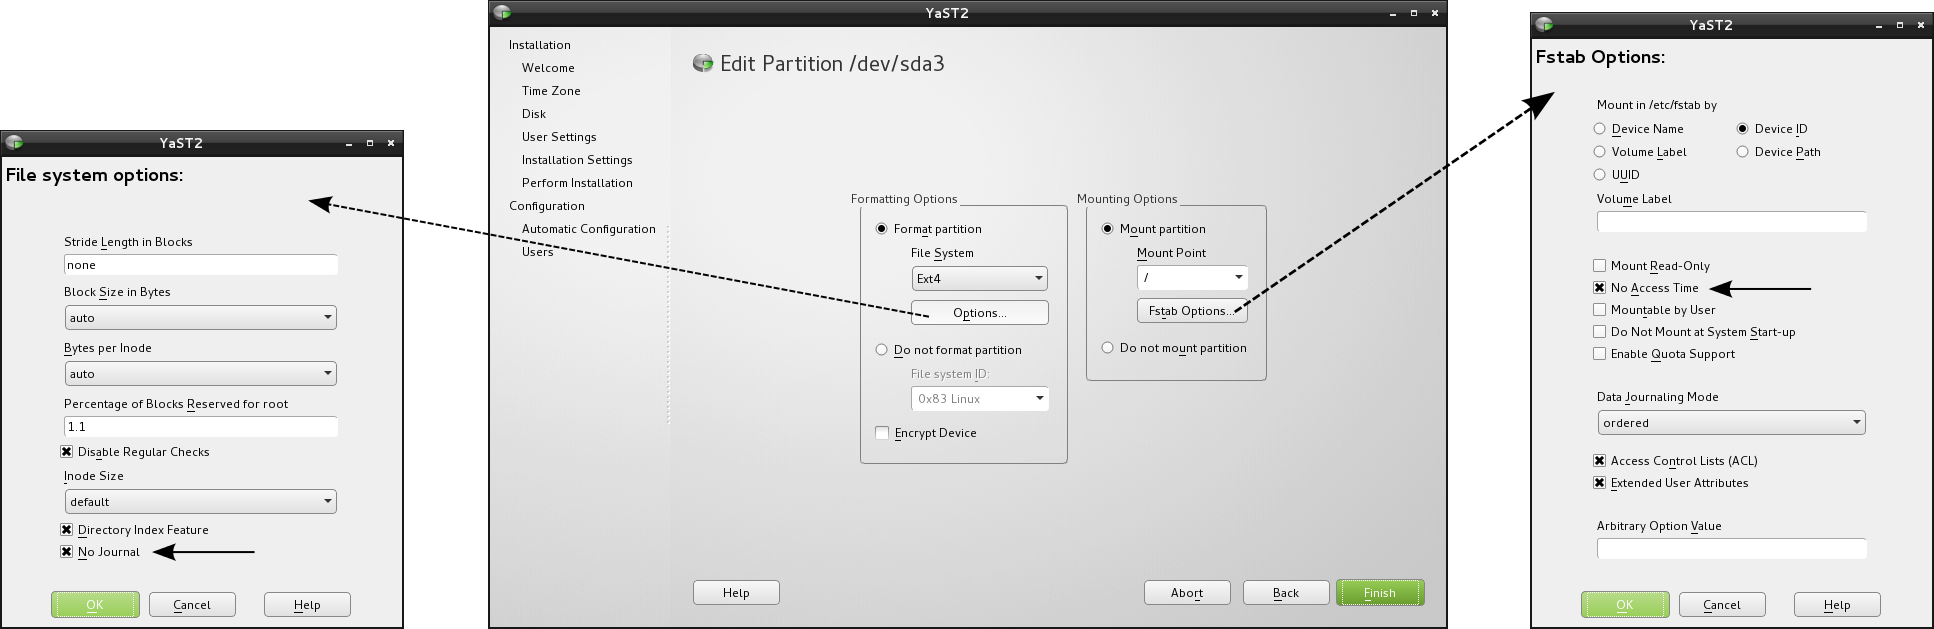 YaST2
File system options:
Stride Length in Blocks
none
Block Size in Bytes
auto
Bytes per Inode
auto
Percentage of Blocks Reserved for root
1.1
Disable Regular Checks
Inode Size
default
Directory Index Feature
No Journal
OK
Cancel
Help
YaST2
Installation
Welcome
Time Zone
Disk
User Settings
Installation Settings
Perform Installation
Configuration
Automatic Configuration
Users
Edit Partition /dev/sda3
Formatting Options
Format partition
File System
Ext4
Options...
Do not format partition
File system ID:
0x83 Linux
Encrypt Device
Mounting Options
Mount partition
Mount Point
/
Fstab Options...
Do not mount partition
Help
Abort
Back
Finish
YaST2
Fstab Options:
Mount in /etc/fstab by
Device Name
Device ID
Volume Label
Device Path
UUID
Volume Label
Mount Read-Only
No Access Time
Mountable by User
Do Not Mount at System Start-up
Enable Quota Support
Data Journaling Mode
ordered
Access Control Lists (ACL)
Extended User Attributes
Arbitrary Option Value
OK
Cancel
Help